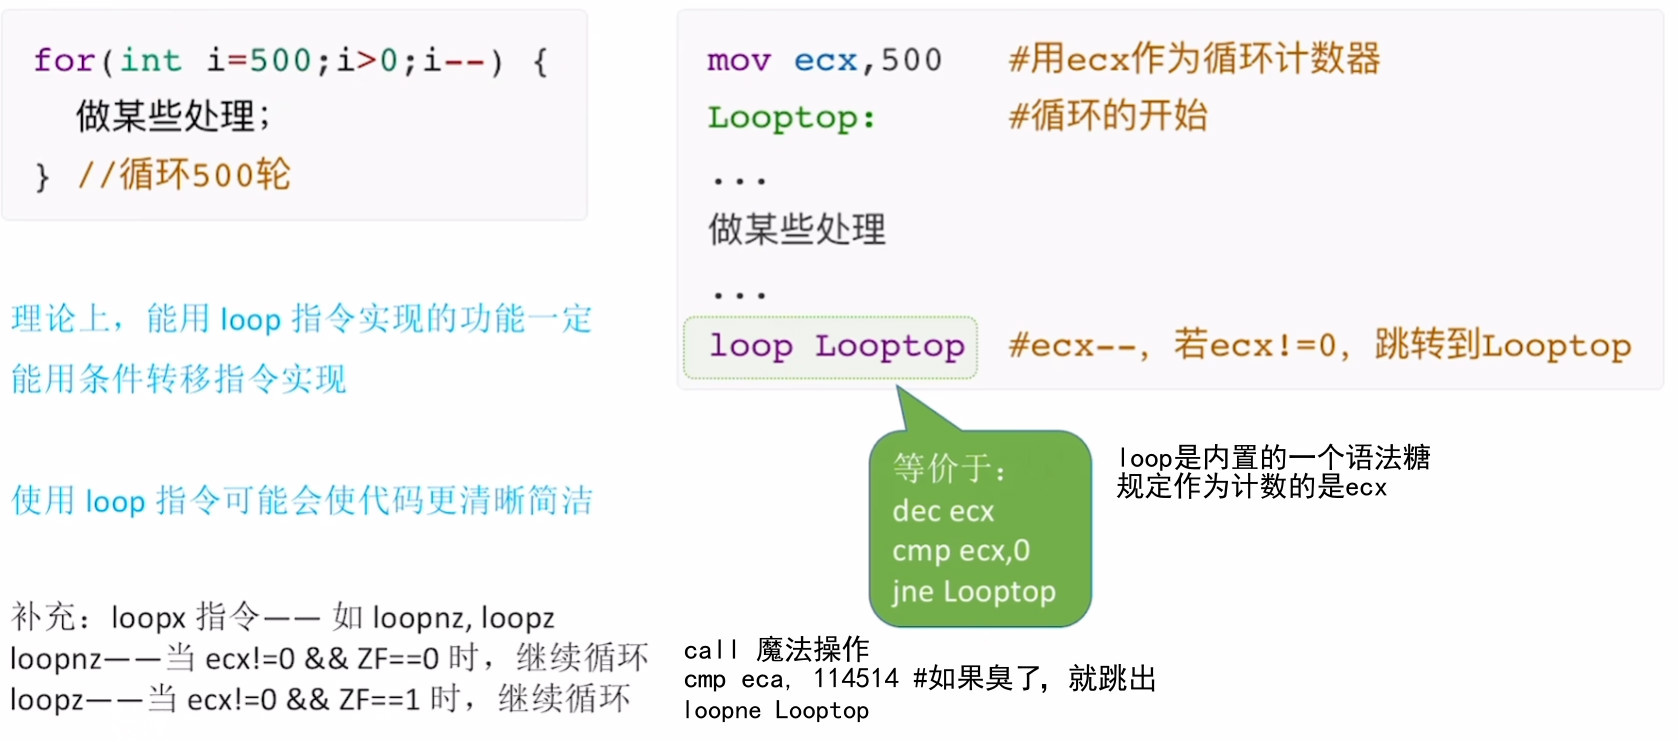 for(int i=500;i>0;i--) {
做某些处理;
} //循环500轮
理论上，能用 loop 指令实现的功能一定
能用条件转移指令实现
使用 loop 指令可能会使代码更清晰简洁
补充：loopx 指令—— 如 loopnz, loopz
loopnz——当 ecx!=0 && ZF==0 时，继续循环
loopz——当 ecx!=0 && ZF==1 时，继续循环
mov ecx,500 #用ecx作为循环计数器
Looptop: #循环的开始
...
做某些处理
...
loop Looptop #ecx--，若ecx!=0，跳转到Looptop
等价于：
dec ecx
cmp ecx,0
jne Looptop
loop是内置的一个语法糖
规定作为计数的是ecx
call 魔法操作
cmp eca, 114514 #如果臭了，就跳出
loopne Looptop